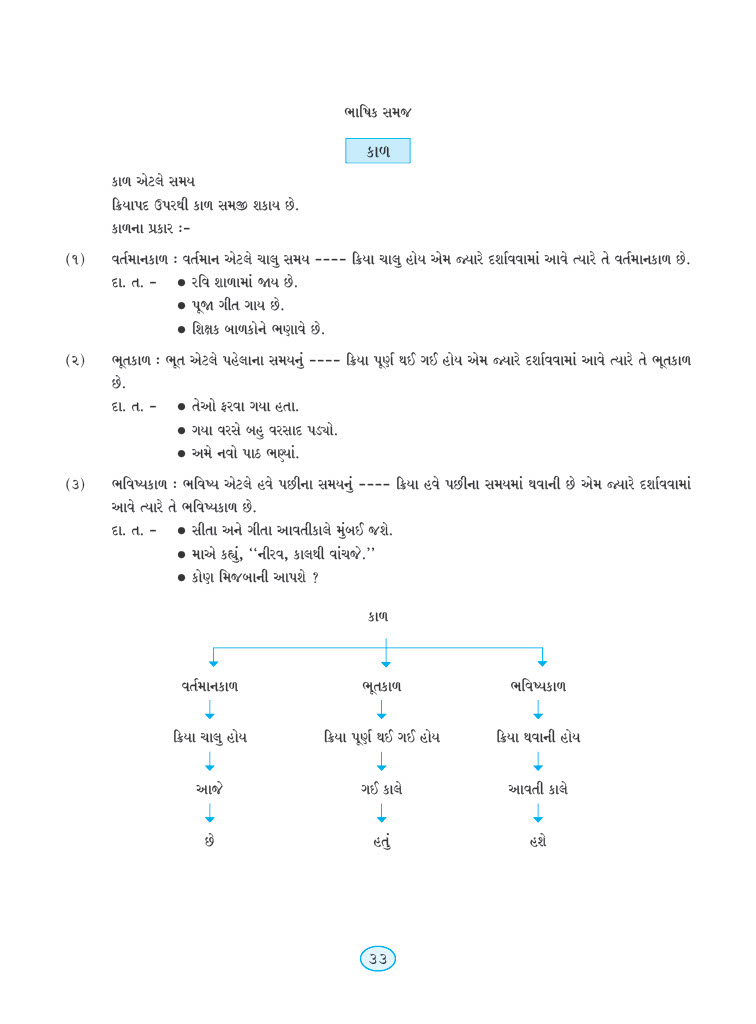 ભાષિક સમજ
કાળ
કાળ એટલે સમય
ક્રિયાપદ ઉપરથી કાળ સમજી શકાય છે.
કાળના પ્રકાર :-
(૧) વર્તમાનકાળ : વર્તમાન એટલે ચાલુ સમય ---- ક્રિયા ચાલુ હોય એમ જ્યારે દર્શાવવામાં આવે ત્યારે તે વર્તમાનકાળ છે.
દા. ત. - ● રવિ શાળામાં જાય છે.
● પૂજા ગીત ગાય છે.
● શિક્ષક બાળકોને ભણાવે છે.
(૨) ભૂતકાળ : ભૂત એટલે પહેલાના સમયનું ---- ક્રિયા પૂર્ણ થઈ ગઈ હોય એમ જ્યારે દર્શાવવામાં આવે ત્યારે તે ભૂતકાળ
છે.
દા. ત. - ● તેઓ ફરવા ગયા હતા.
● ગયા વરસે બહુ વરસાદ પડ્યો.
● અમે નવો પાઠ ભણ્યાં.
(૩) ભવિષ્યકાળ : ભવિષ્ય એટલે હવે પછીના સમયનું ---- ક્રિયા હવે પછીના સમયમાં થવાની છે એમ જ્યારે દર્શાવવામાં
આવે ત્યારે તે ભવિષ્યકાળ છે.
દા. ત. - ● સીતા અને ગીતા આવતીકાલે મુંબઈ જશે.
● માએ કહ્યું, ‘‘નીરવ, કાલથી વાંચજે.’’
● કોણ મિજબાની આપશે ?
કાળ
વર્તમાનકાળ ભૂતકાળ ભવિષ્યકાળ
ક્રિયા ચાલુ હોય ક્રિયા પૂર્ણ થઈ ગઈ હોય ક્રિયા થવાની હોય
આજે ગઈ કાલે આવતી કાલે
છે હતું હશે
૩૩